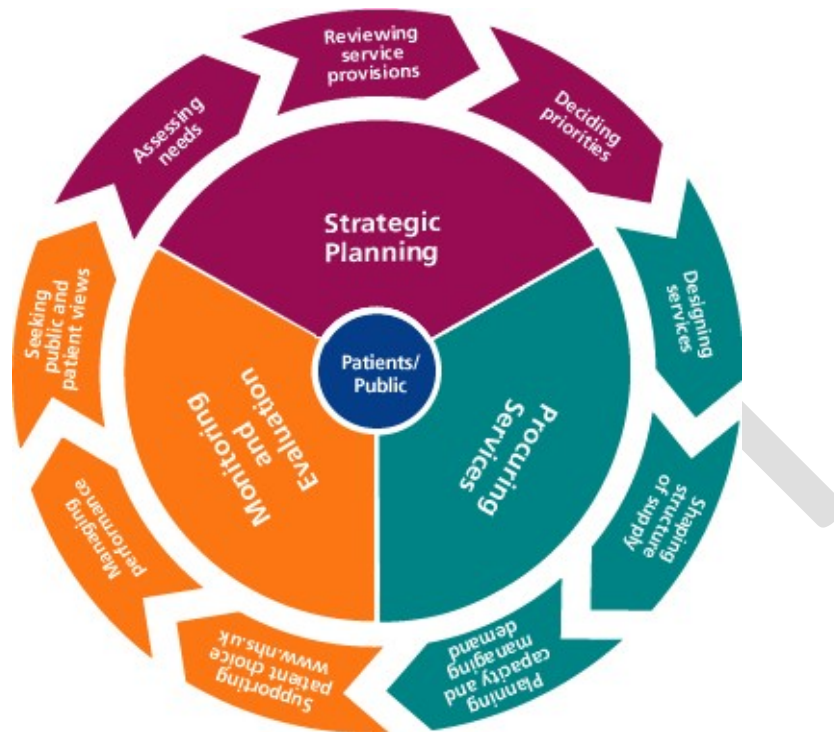 Reviewing
service
provisions
Deciding
priorities
Designing
services
Shaping
structure
of supply
Planning
capacity and
managing
demand
Supporting
patient choice
www.nhs.uk
Managing
performance
Seeking
public and
patient views
Assessing
needs
Strategic
Planning
Procuring
Services
Monitoring
and
Evaluation
Patients/
Public